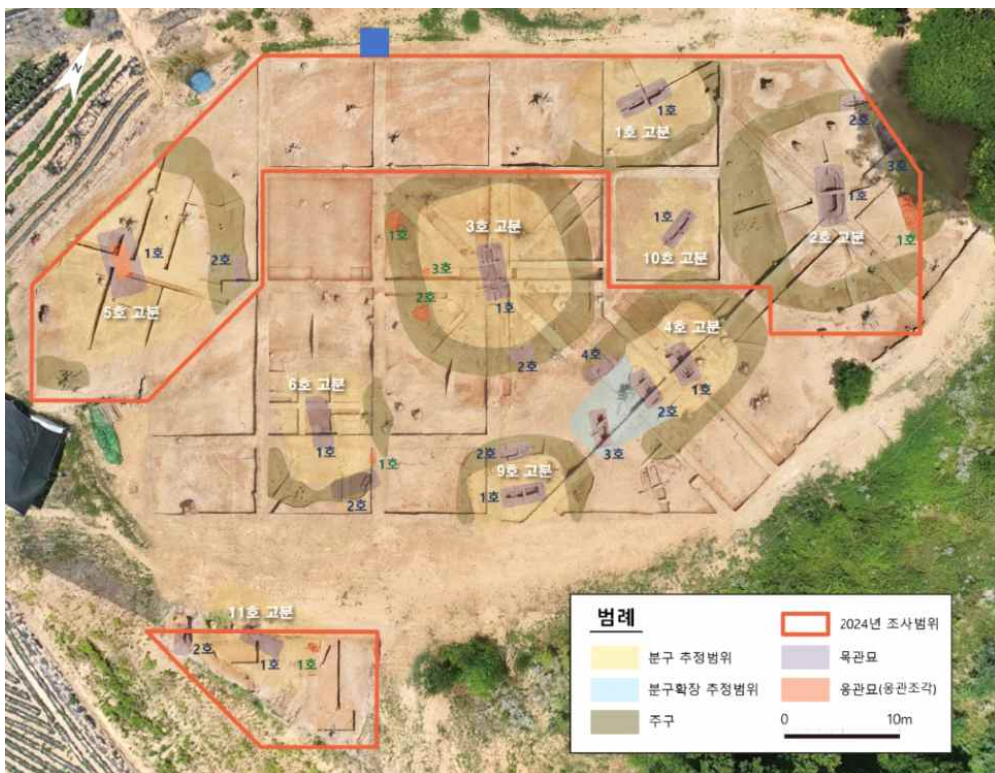 N
1호
1호 고분
2호
3호
1호
2호 고분
1호
1호
10호 고분
3호 고분
1호
3호
2호
1호
2호
1호
2호
5호 고분
4호 고분
4호
1호
2호
3호
6호 고분
1호
1호
2호
2호
9호 고분
1호
11호 고분
2호
1호
1호
범례
분구 추정범위
분구확장 추정범위
주구
2024년 조사범위
목관묘
옹관묘(옹관조각)
0 10m